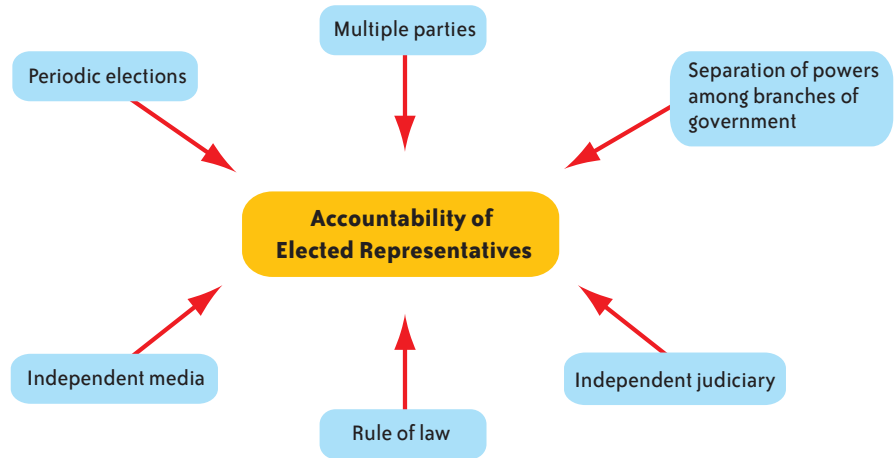 Multiple parties
Periodic elections
Separation of powers
among branches of
government
Accountability of
Elected Representatives
Independent media
Independent judiciary
Rule of law